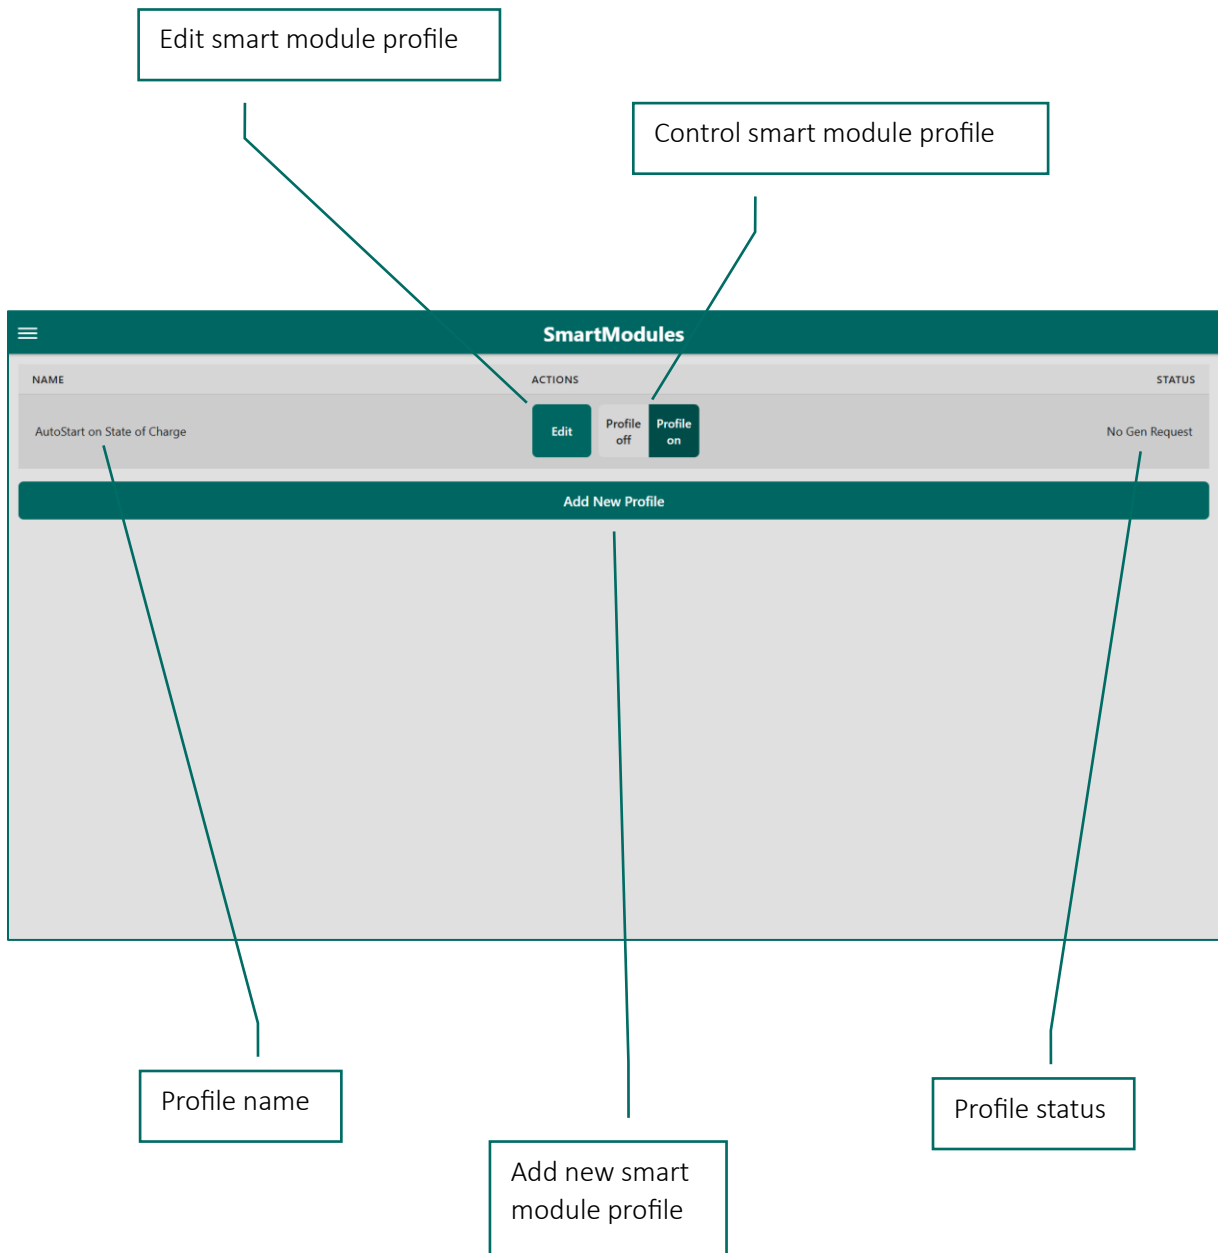 Edit smart module profile
Control smart module profile
SmartModules
NAME
ACTIONS
STATUS
AutoStart on State of Charge
Edit
Profile
off
Profile
on
No Gen Request
Add New Profile
Profile name
Profile status
Add new smart
module profile